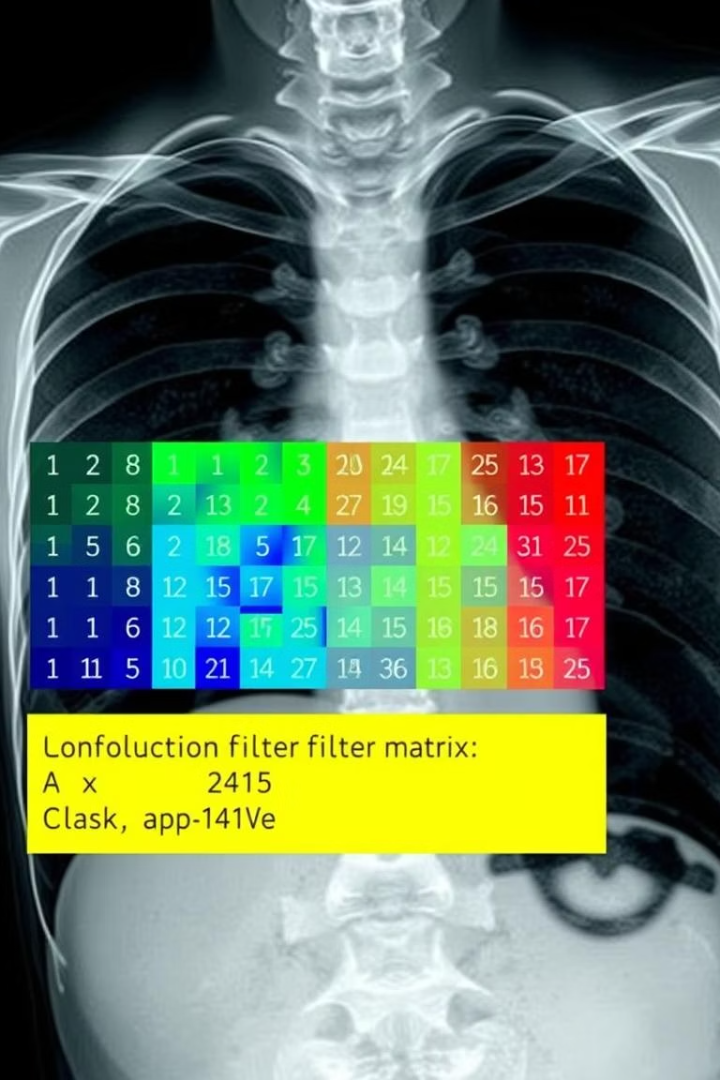 1 2 8 1 1 2 3 20 24 17 25 13 17
1 2 8 2 13 2 4 27 19 15 16 15 11
1 5 6 2 18 5 17 12 14 12 24 31 25
1 1 8 12 15 17 15 13 14 15 15 15 17
1 1 6 12 12 25 14 15 18 16 17
1 11 5 10 21 14 27 36 13 16 25
Lonfoluction filter filter matrix:
A x 2415
Clask, app-141Ve